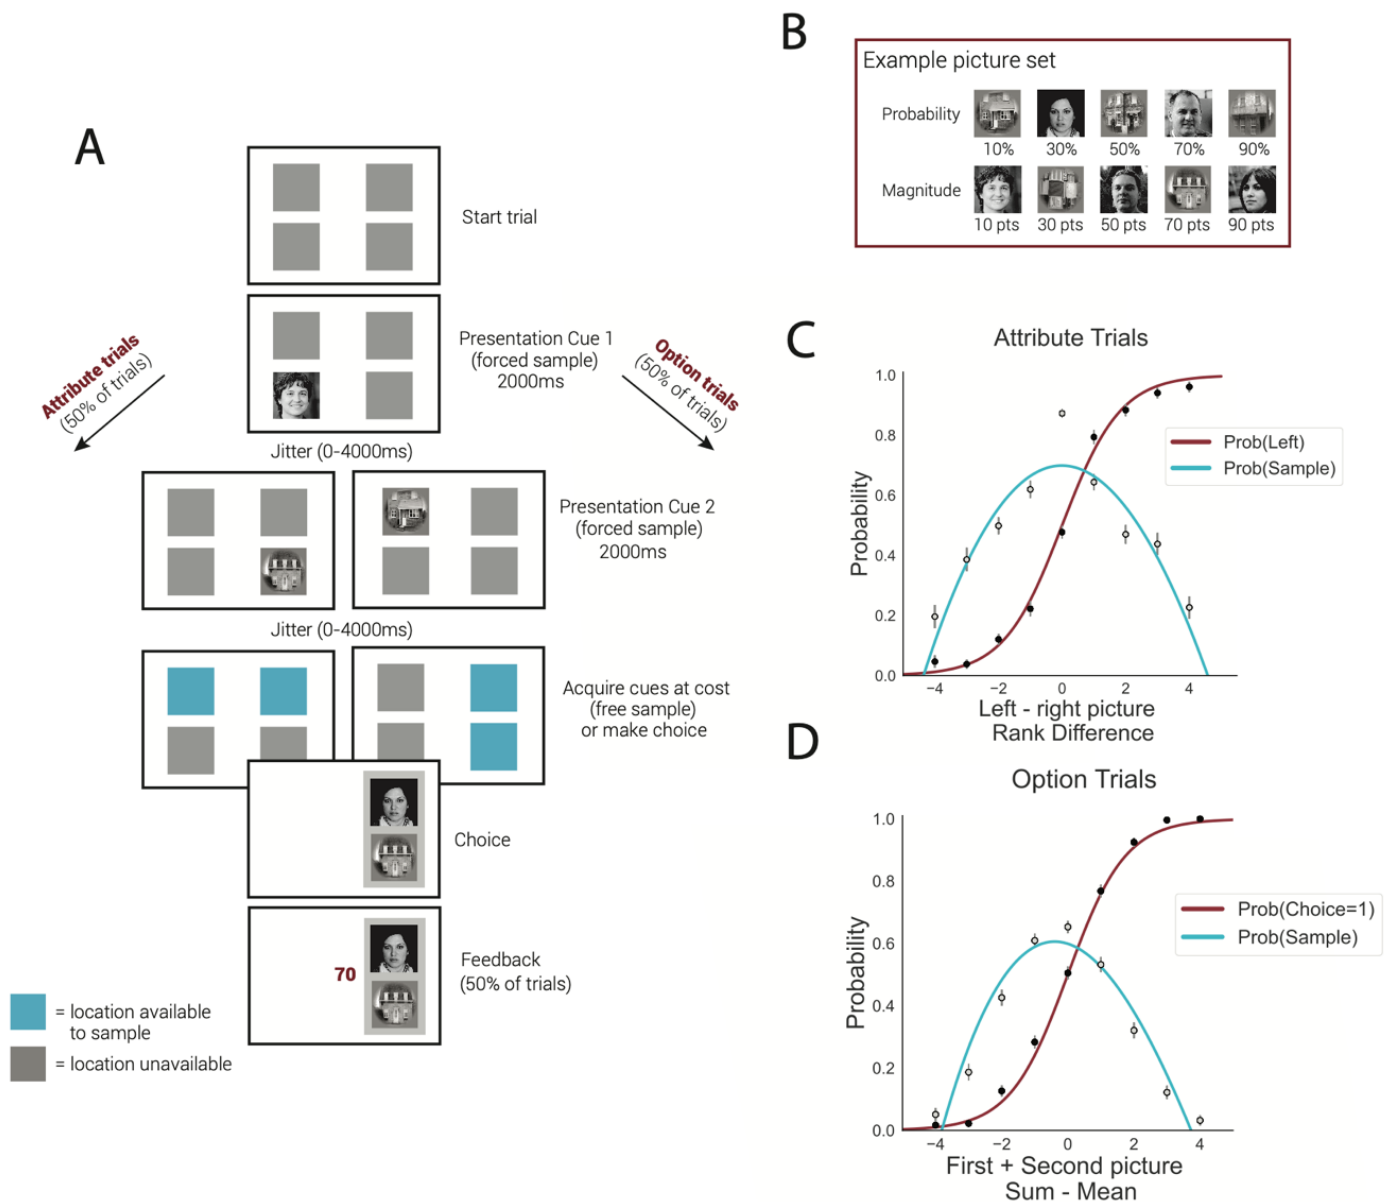 A
Start trial
Presentation Cue 1
(forced sample)
2000ms
Attribute trials
(50% of trials)
Option trials
(50% of trials)
Jitter (0-4000ms)
Presentation Cue 2
(forced sample)
2000ms
Jitter (0-4000ms)
Acquire cues at cost
(free sample)
or make choice
Choice
70
Feedback
(50% of trials)
= location available
to sample
= location unavailable
B
Example picture set
Probability
10% 30% 50% 70% 90%
Magnitude
10 pts 30 pts 50 pts 70 pts 90 pts
C
Attribute Trials
1.0
0.8
0.6
0.4
0.2
0.0
Probability
Prob(Left)
Prob(Sample)
−4 −2 0 2 4
Left - right picture
Rank Difference
D
Option Trials
1.0
0.8
0.6
0.4
0.2
0.0
Probability
Prob(Choice=1)
Prob(Sample)
−4 −2 0 2 4
First + Second picture
Sum - Mean